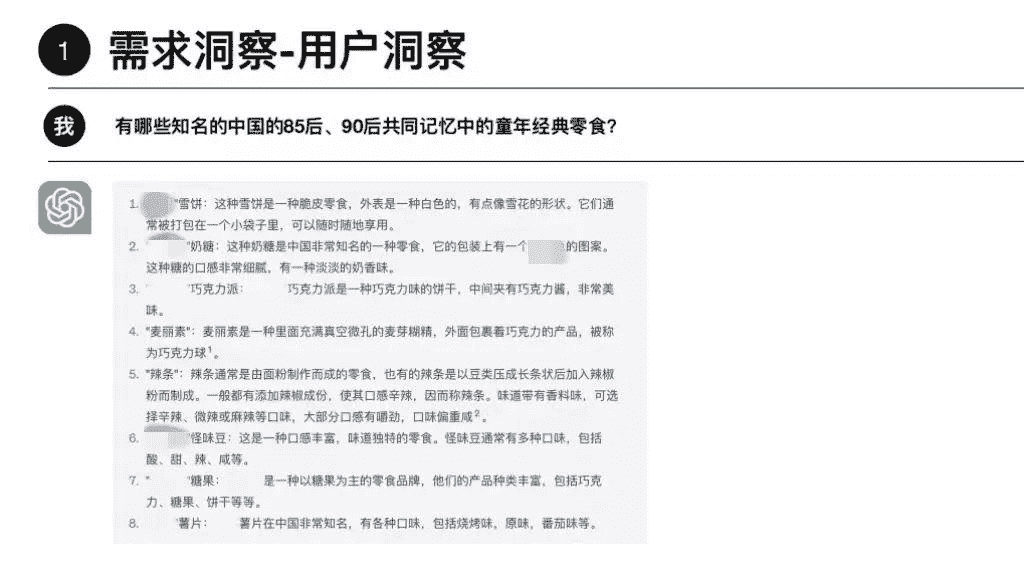 1 需求洞察-用户洞察
我 有哪些知名的中国的85后、90后共同记忆中的童年经典零食？
1. "雪饼：这种雪饼是一种脆皮零食，外表是一种白色的，有点像雪花的形状。它们通
常被打包在一个小袋子里，可以随时随地享用。
2. "奶糖：这种奶糖是中国非常知名的一种零食，它的包装上有一个 的图案。
这种糖的口感非常细腻，有一种淡淡的奶香味。
3. "巧克力派： 巧克力派是一种巧克力味的饼干，中间夹有巧克力酱，非常美
味。
4. "麦丽素"：麦丽素是一种里面充满真空微孔的麦芽糊精，外面包裹着巧克力的产品，被称
为巧克力球¹。
5. "辣条"：辣条通常是由面粉制作而成的零食，也有的辣条是以豆类压成长条状后加入辣椒
粉而制成。一般都有添加辣椒成份，使其口感辛辣，因而称辣条。味道带有香料味，可选
择辛辣、微辣或麻辣等口味，大部分口感有嚼劲，口味偏重咸²。
6. "怪味豆：这是一种口感丰富，味道独特的零食。怪味豆通常有多种口味，包括
酸、甜、辣、咸等。
7. " "糖果： 是一种以糖果为主的零食品牌，他们的产品种类丰富，包括巧克
力、糖果、饼干等等。
8. "薯片： 薯片在中国非常知名，有各种口味，包括烧烤味，原味，番茄味等。